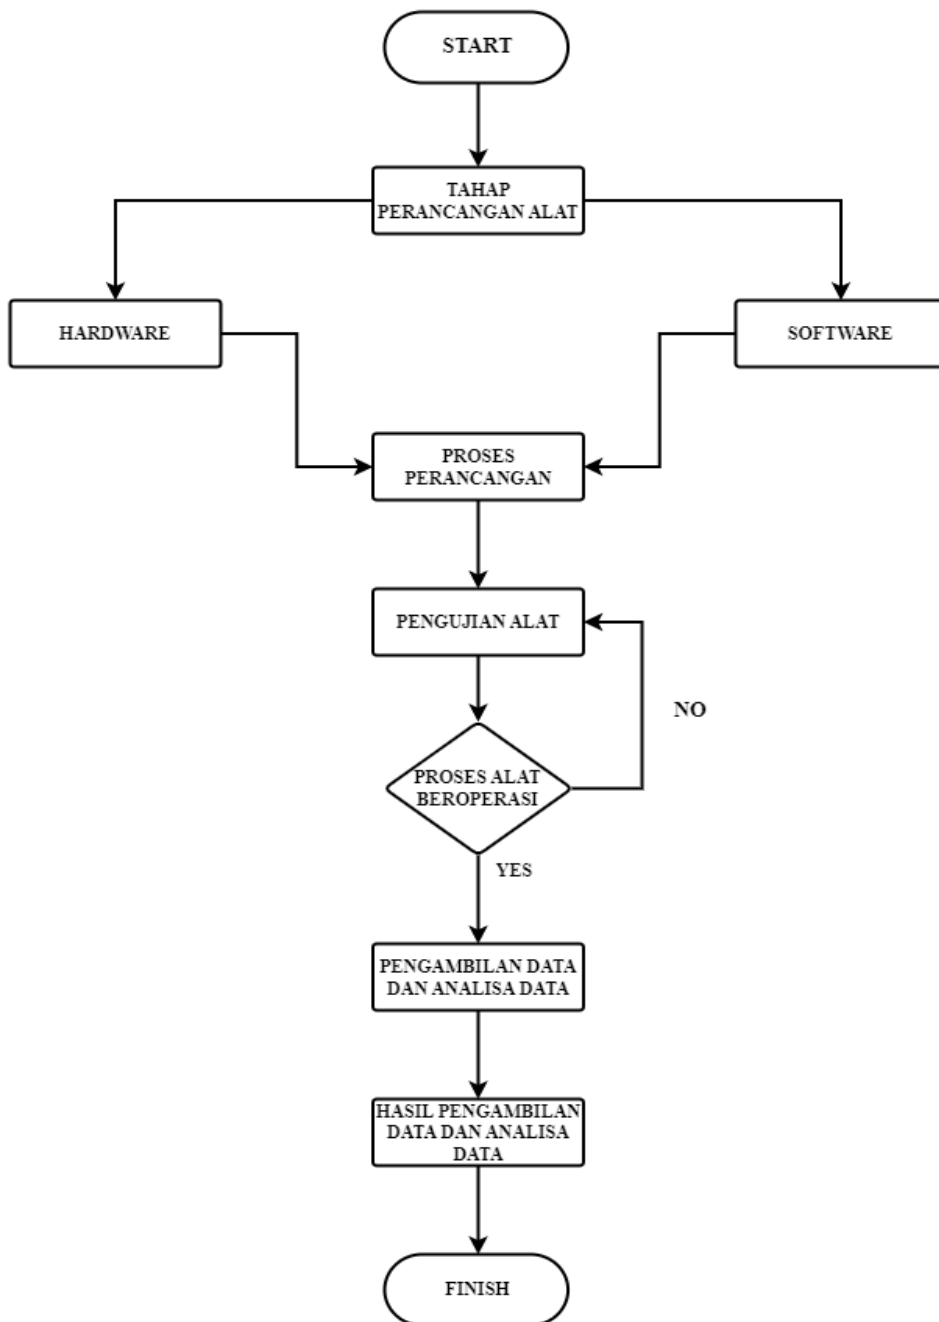 START
TAHAP
PERANCANGAN ALAT
HARDWARE
SOFTWARE
PROSES
PERANCANGAN
PENGUJIAN ALAT
NO
PROSES ALAT
BEROPERASI
YES
PENGAMBILAN DATA
DAN ANALISA DATA
HASIL PENGAMBILAN
DATA DAN ANALISA
DATA
FINISH